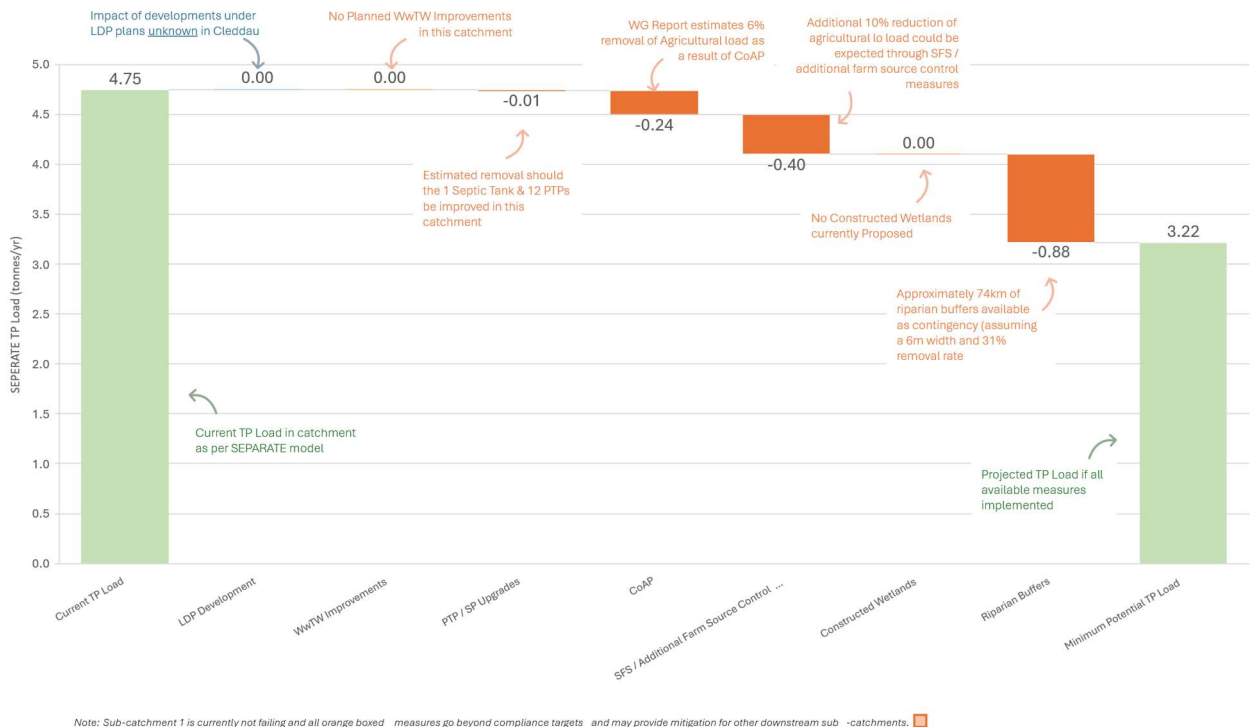 Impact of developments under
LDP plans unknown in Cleddau
No Planned WwTW Improvements
in this catchment
WG Report estimates 6%
removal of Agricultural load as
a result of CoAP
Additional 10% reduction of
agricultural lo load could be
expected through SFS /
additional farm source control
measures
SEPERATE TP Load (tonnes/yr)
5.0
4.5
4.0
3.5
3.0
2.5
2.0
1.5
1.0
0.5
0.0
4.75
0.00
0.00
-0.01
-0.24
-0.40
0.00
-0.88
3.22
Estimated removal should
the 1 Septic Tank & 12 PTPs
be improved in this
catchment
No Constructed Wetlands
currently Proposed
Approximately 74km of
riparian buffers available
as contingency (assuming
a 6m width and 31%
removal rate
Current TP Load in catchment
as per SEPARATE model
Projected TP Load if all
available measures
implemented
Current TP Load
LDP Development
WwTW Improvements
PTP / SP Upgrades
CoAP
SFS / Additional Farm Source Control ...
Constructed Wetlands
Riparian Buffers
Minimum Potential TP Load
Note: Sub-catchment 1 is currently not failing and all orange boxed measures go beyond compliance targets and may provide mitigation for other downstream sub -catchments.